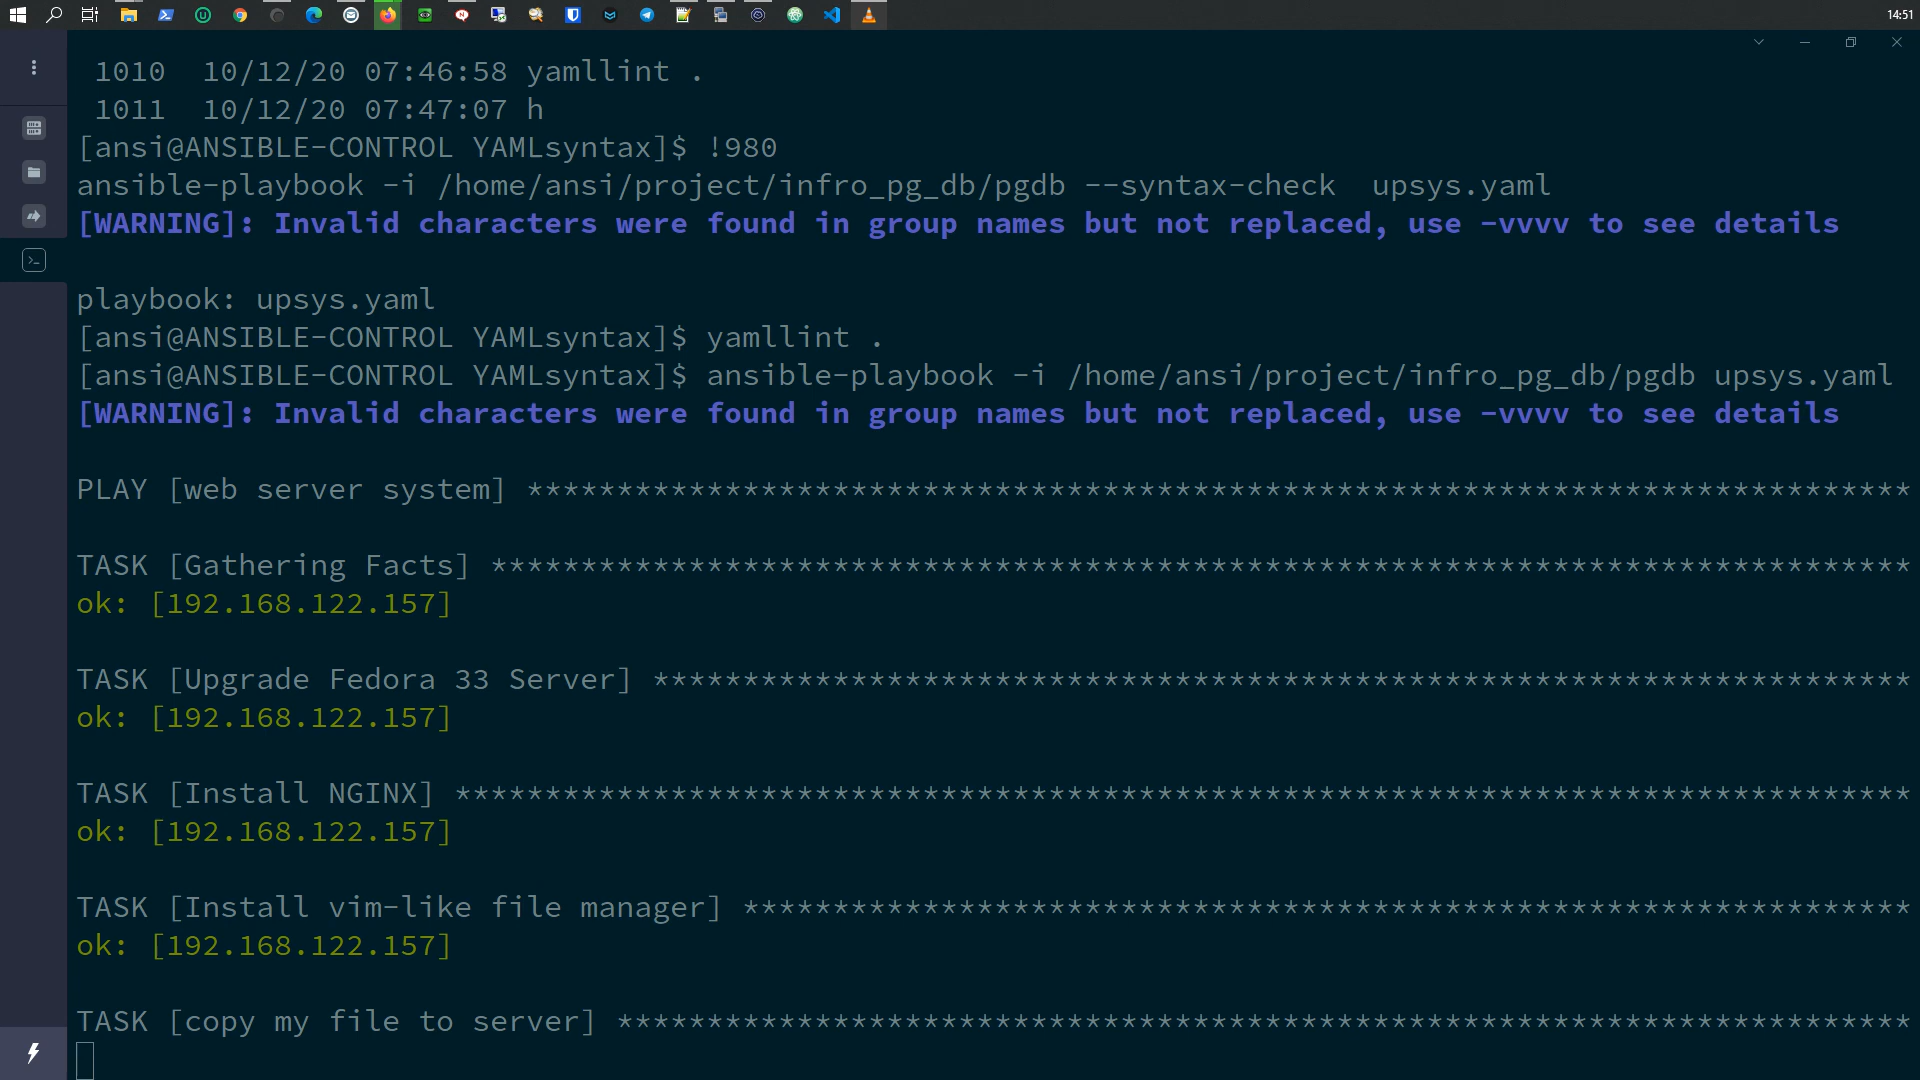 14:51
1010  10/12/20 07:46:58 yamllint .
1011  10/12/20 07:47:07 h
[ansi@ANSIBLE-CONTROL YAMLsyntax]$ !980
ansible-playbook -i /home/ansi/project/infro_pg_db/pgdb --syntax-check  upsys.yaml
[WARNING]: Invalid characters were found in group names but not replaced, use -vvvv to see details
playbook: upsys.yaml
[ansi@ANSIBLE-CONTROL YAMLsyntax]$ yamllint .
[ansi@ANSIBLE-CONTROL YAMLsyntax]$ ansible-playbook -i /home/ansi/project/infro_pg_db/pgdb upsys.yaml
[WARNING]: Invalid characters were found in group names but not replaced, use -vvvv to see details
PLAY [web server system] *****************************************************************************
TASK [Gathering Facts] *******************************************************************************
ok: [192.168.122.157]
TASK [Upgrade Fedora 33 Server] **********************************************************************
ok: [192.168.122.157]
TASK [Install NGINX] *********************************************************************************
ok: [192.168.122.157]
TASK [Install vim-like file manager] *****************************************************************
ok: [192.168.122.157]
TASK [copy my file to server] ************************************************************************